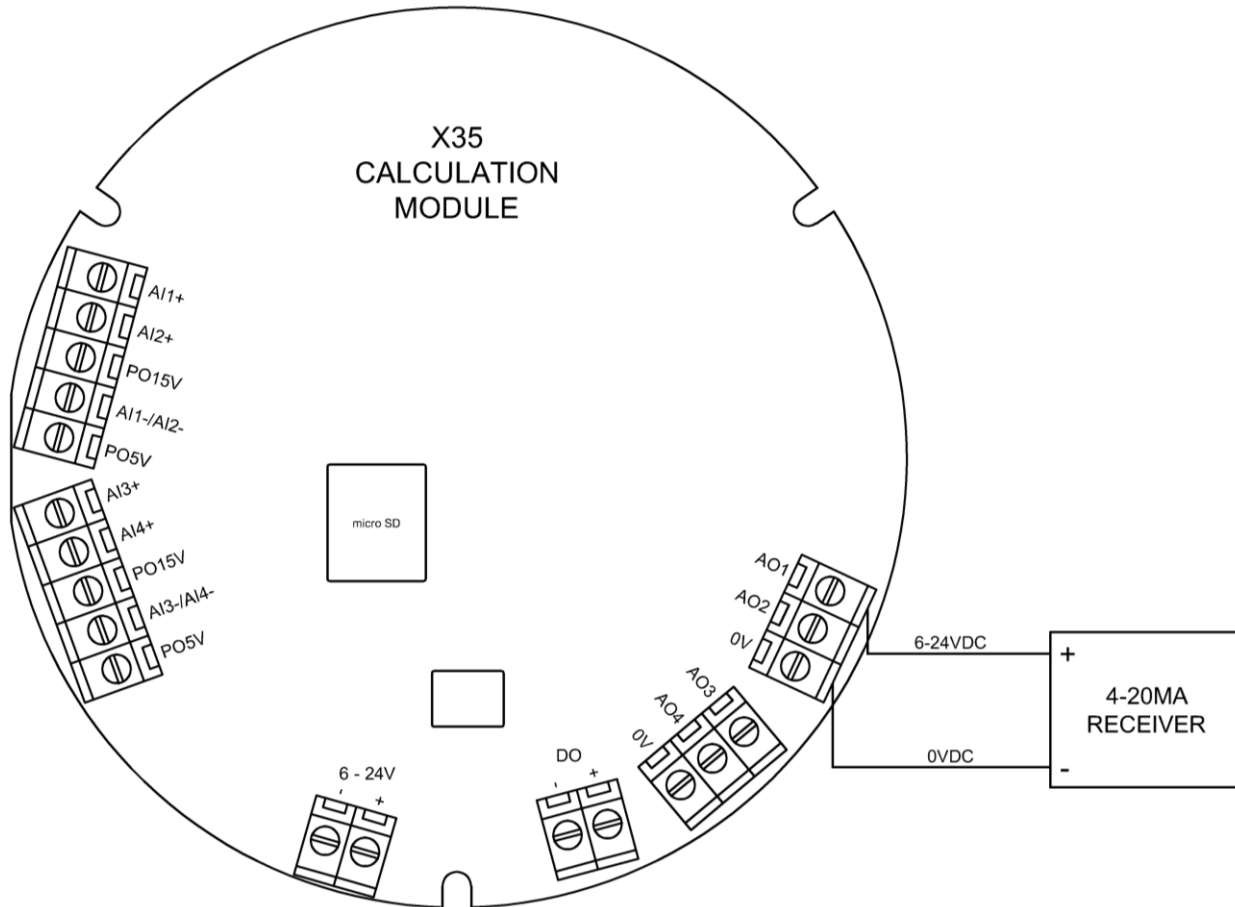 X35
CALCULATION
MODULE
AI1+
AI2+
PO15V
AI1-/AI2-
PO5V
AI3+
AI4+
PO15V
AI3-/AI4-
PO5V
micro SD
AO1
AO2
0V
AO3
AO4
0V
DO
- +
6 - 24V
- +
6-24VDC
0VDC
+
4-20MA
RECEIVER
-